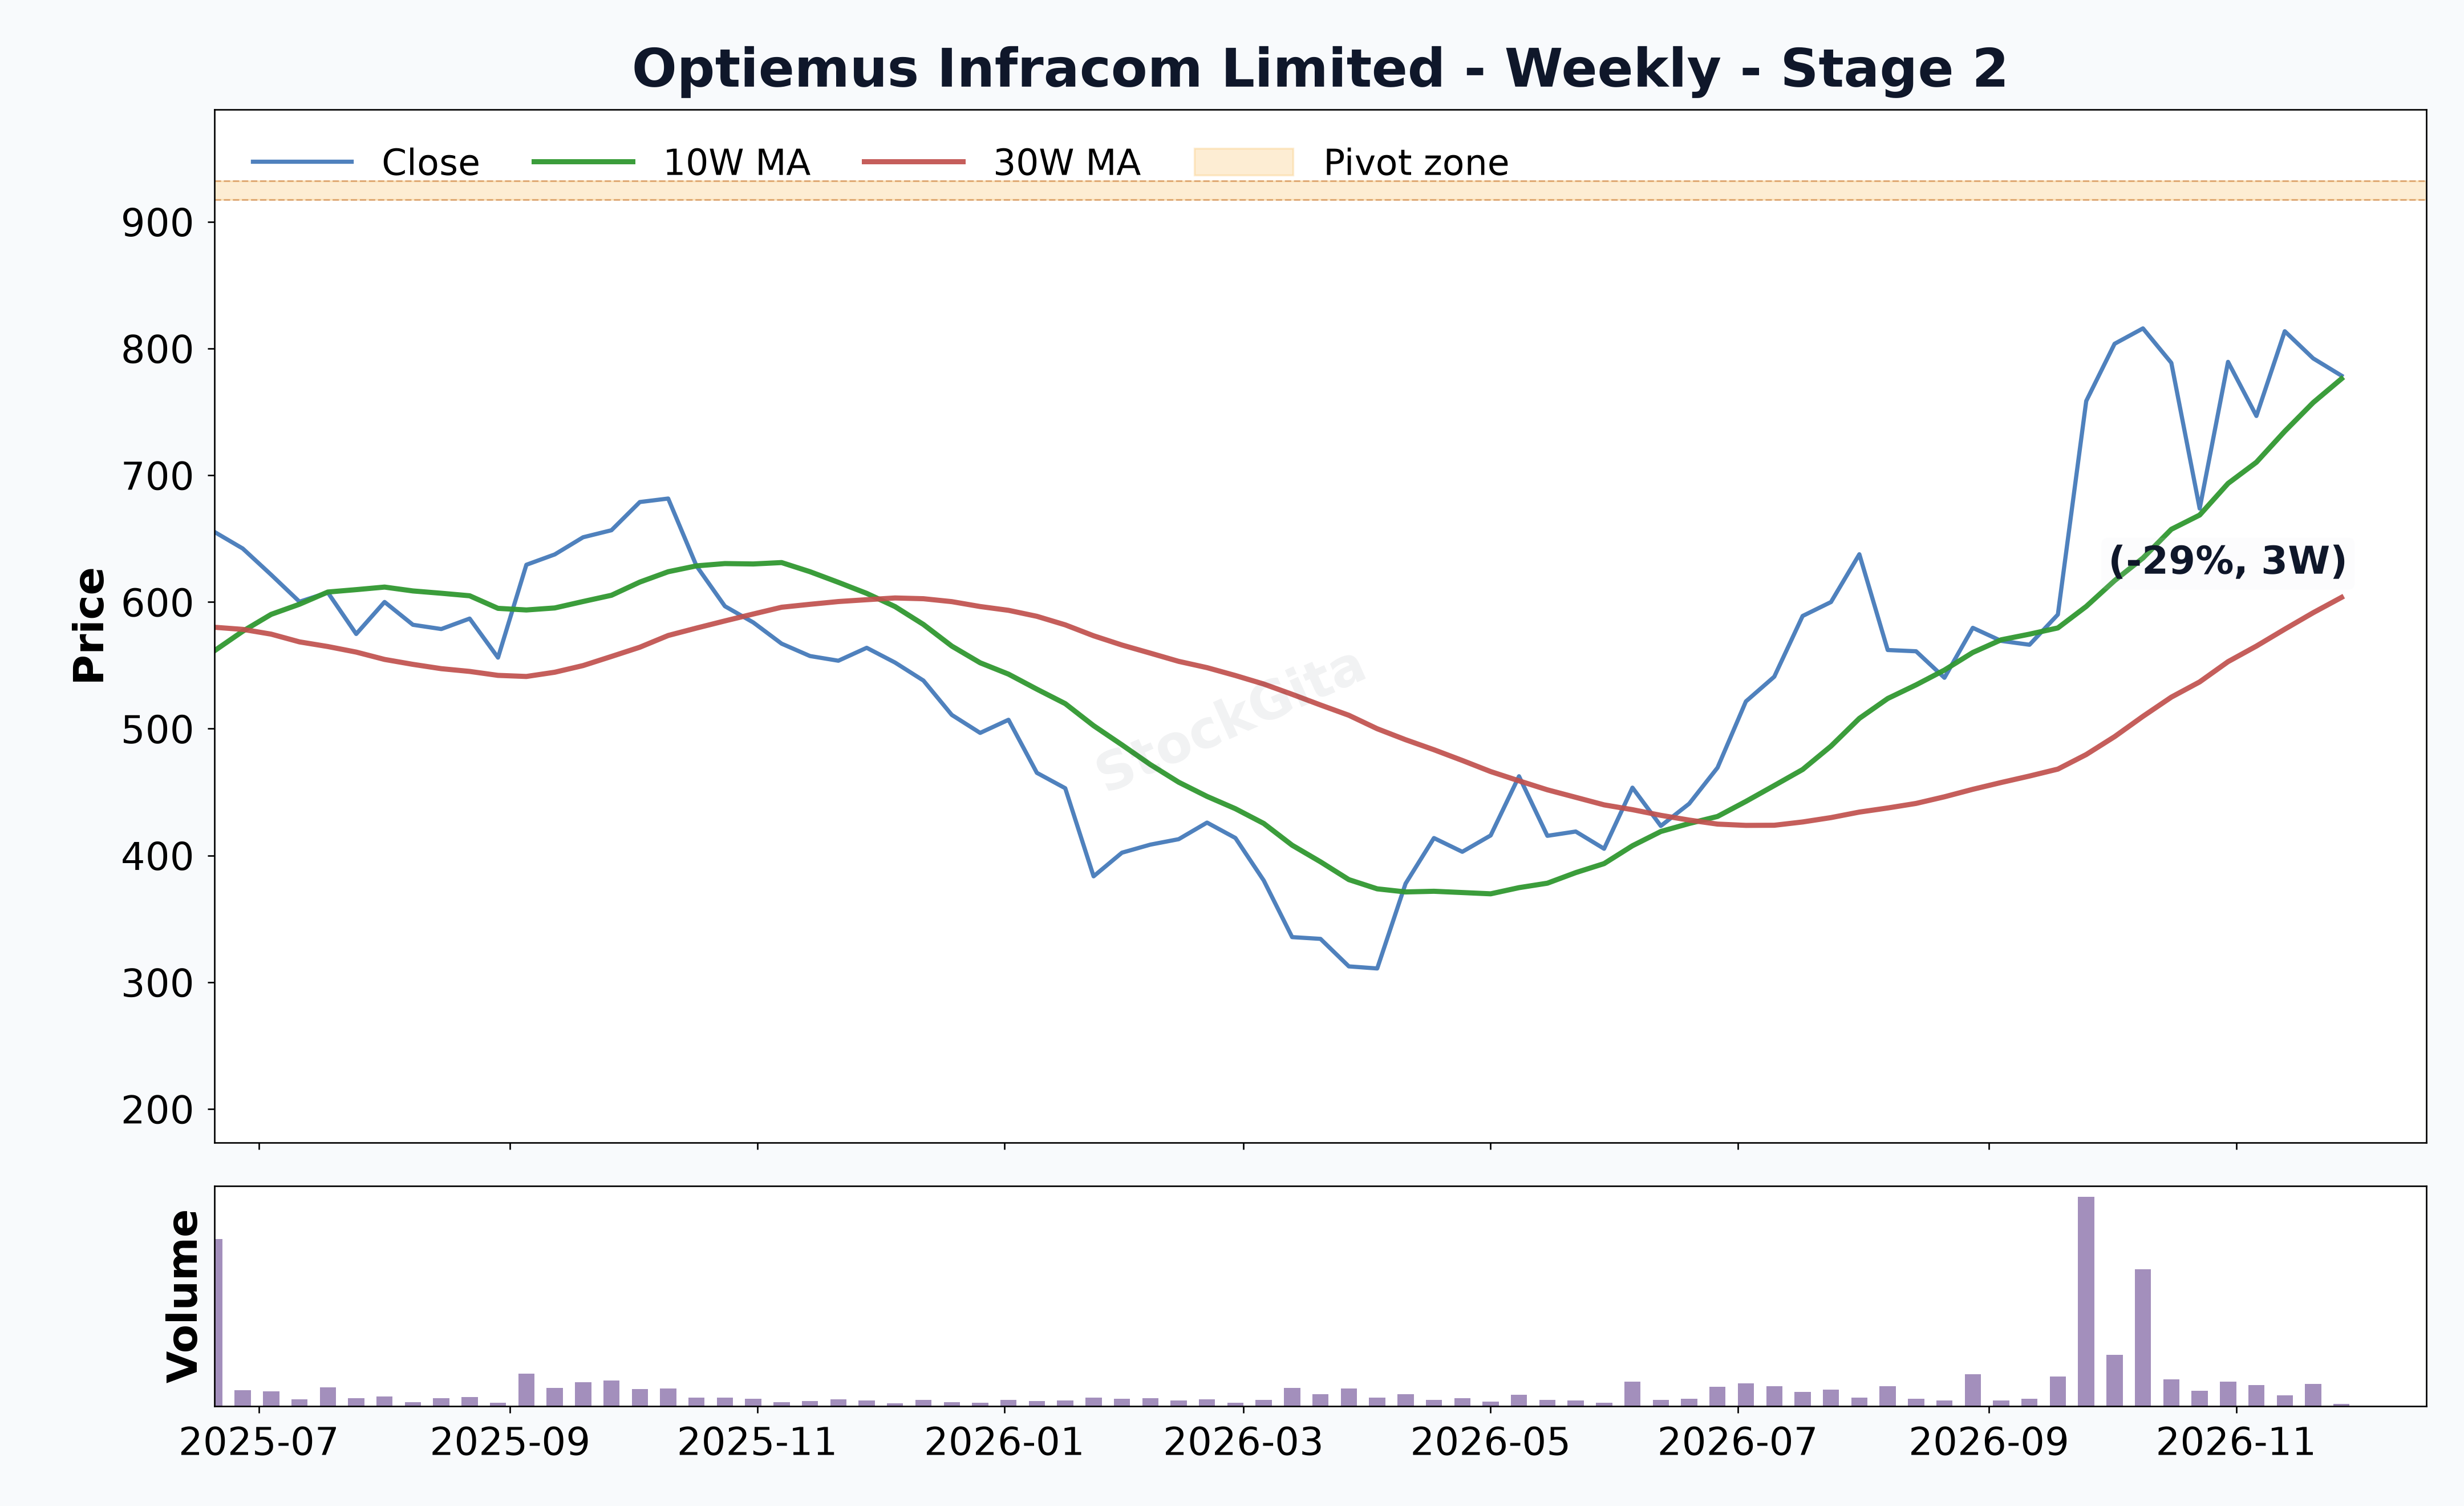 Optiemus Infracom Limited - Weekly - Stage 2
Close
10W MA
30W MA
Pivot zone
900
800
700
600
500
400
300
200
Price
(-29%, 3W)
StockGita
Volume
2025-07
2025-09
2025-11
2026-01
2026-03
2026-05
2026-07
2026-09
2026-11